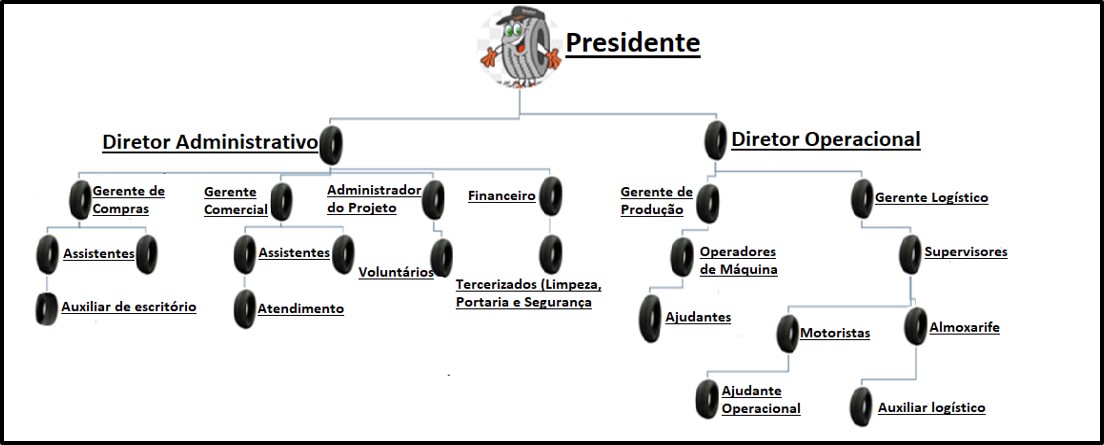 Presidente
Diretor Administrativo
Diretor Operacional
Gerente de
Compras
Gerente
Comercial
Administrador
do Projeto
Financeiro
Gerente de
Produção
Gerente Logístico
Assistentes
Assistentes
Voluntários
Tercerizados (Limpeza,
Portaria e Segurança
Operadores
de Máquina
Supervisores
Auxiliar de escritório
Atendimento
Ajudantes
Motoristas
Almoxarife
Ajudante
Operacional
Auxiliar logístico